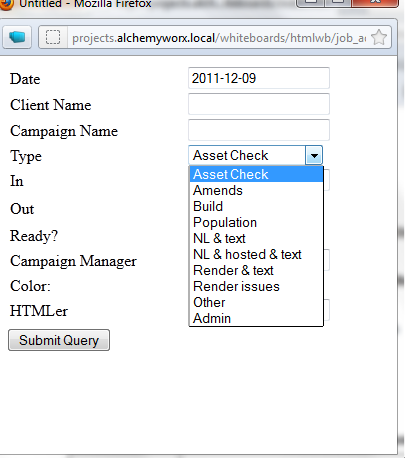 Untitled - Mozilla Firefox
projects.alchemyworx.local/whiteboards/htmlwb/job_a
Date 2011-12-09
Client Name
Campaign Name
Type Asset Check
Asset Check
In
Amends
Build
Out
Population
NL & text
Ready?
NL & hosted & text
Campaign Manager
Render & text
Color:
Render issues
Other
HTMLer
Admin
Submit Query